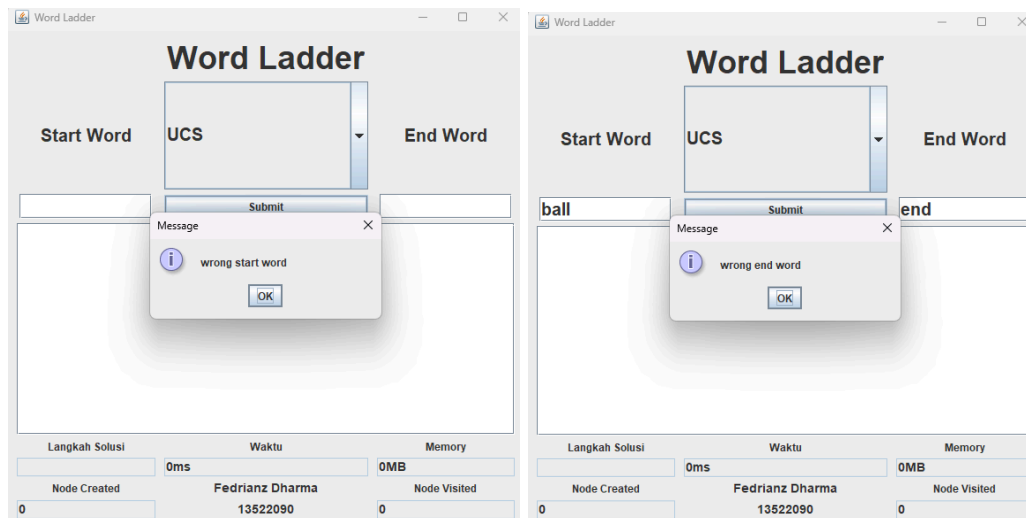 Word Ladder
Word Ladder
Start Word
UCS
End Word
Submit
Message
wrong start word
OK
Langkah Solusi
Waktu
Memory
0ms
0MB
Node Created
Fedrianz Dharma
Node Visited
0
13522090
0
Word Ladder
Word Ladder
Start Word
UCS
End Word
ball
Submit
end
Message
wrong end word
OK
Langkah Solusi
Waktu
Memory
0ms
0MB
Node Created
Fedrianz Dharma
Node Visited
0
13522090
0